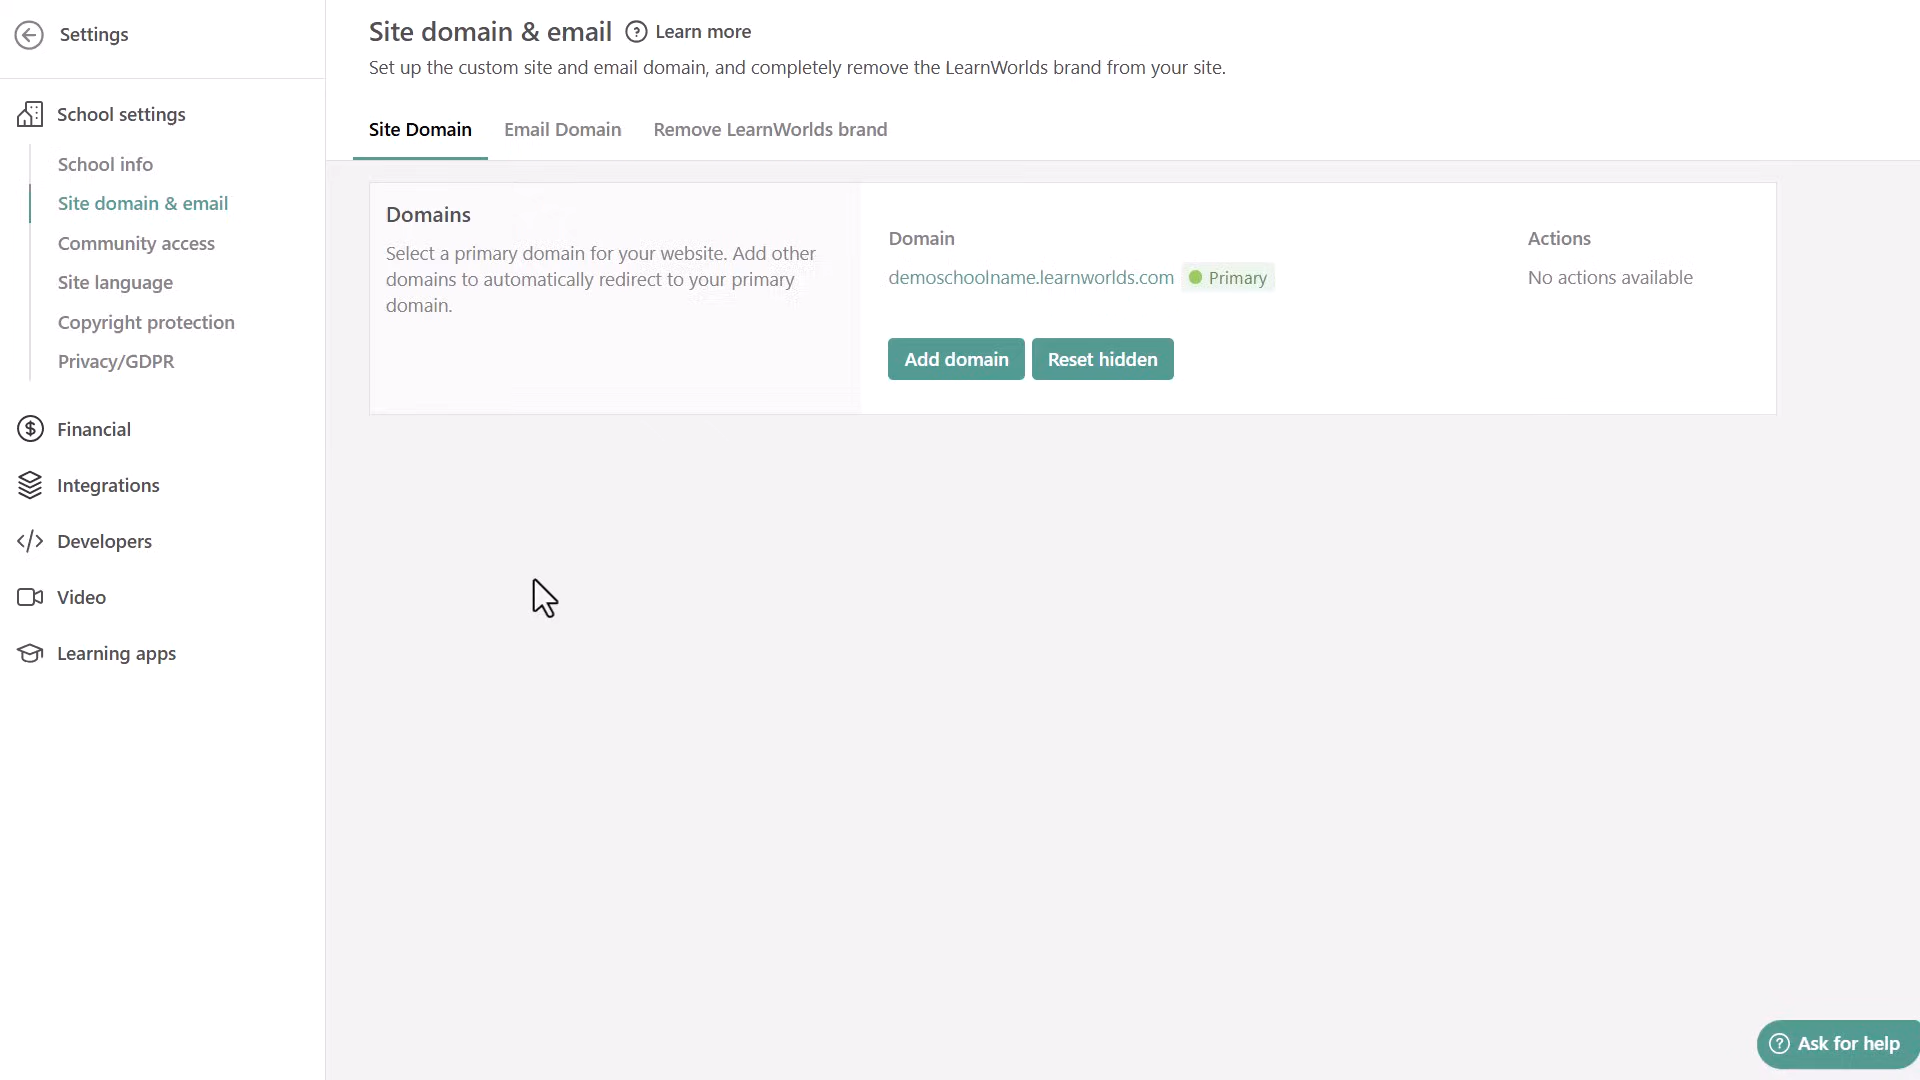 Settings
School settings
School info
Site domain & email
Community access
Site language
Copyright protection
Privacy/GDPR
Financial
Integrations
Developers
Video
Learning apps
Site domain & email ? Learn more
Set up the custom site and email domain, and completely remove the LearnWorlds brand from your site.
Site Domain Email Domain Remove LearnWorlds brand
Domains
Select a primary domain for your website. Add other
domains to automatically redirect to your primary
domain.
Domain Actions
demoschoolname.learnworlds.com Primary No actions available
Add domain Reset hidden
? Ask for help